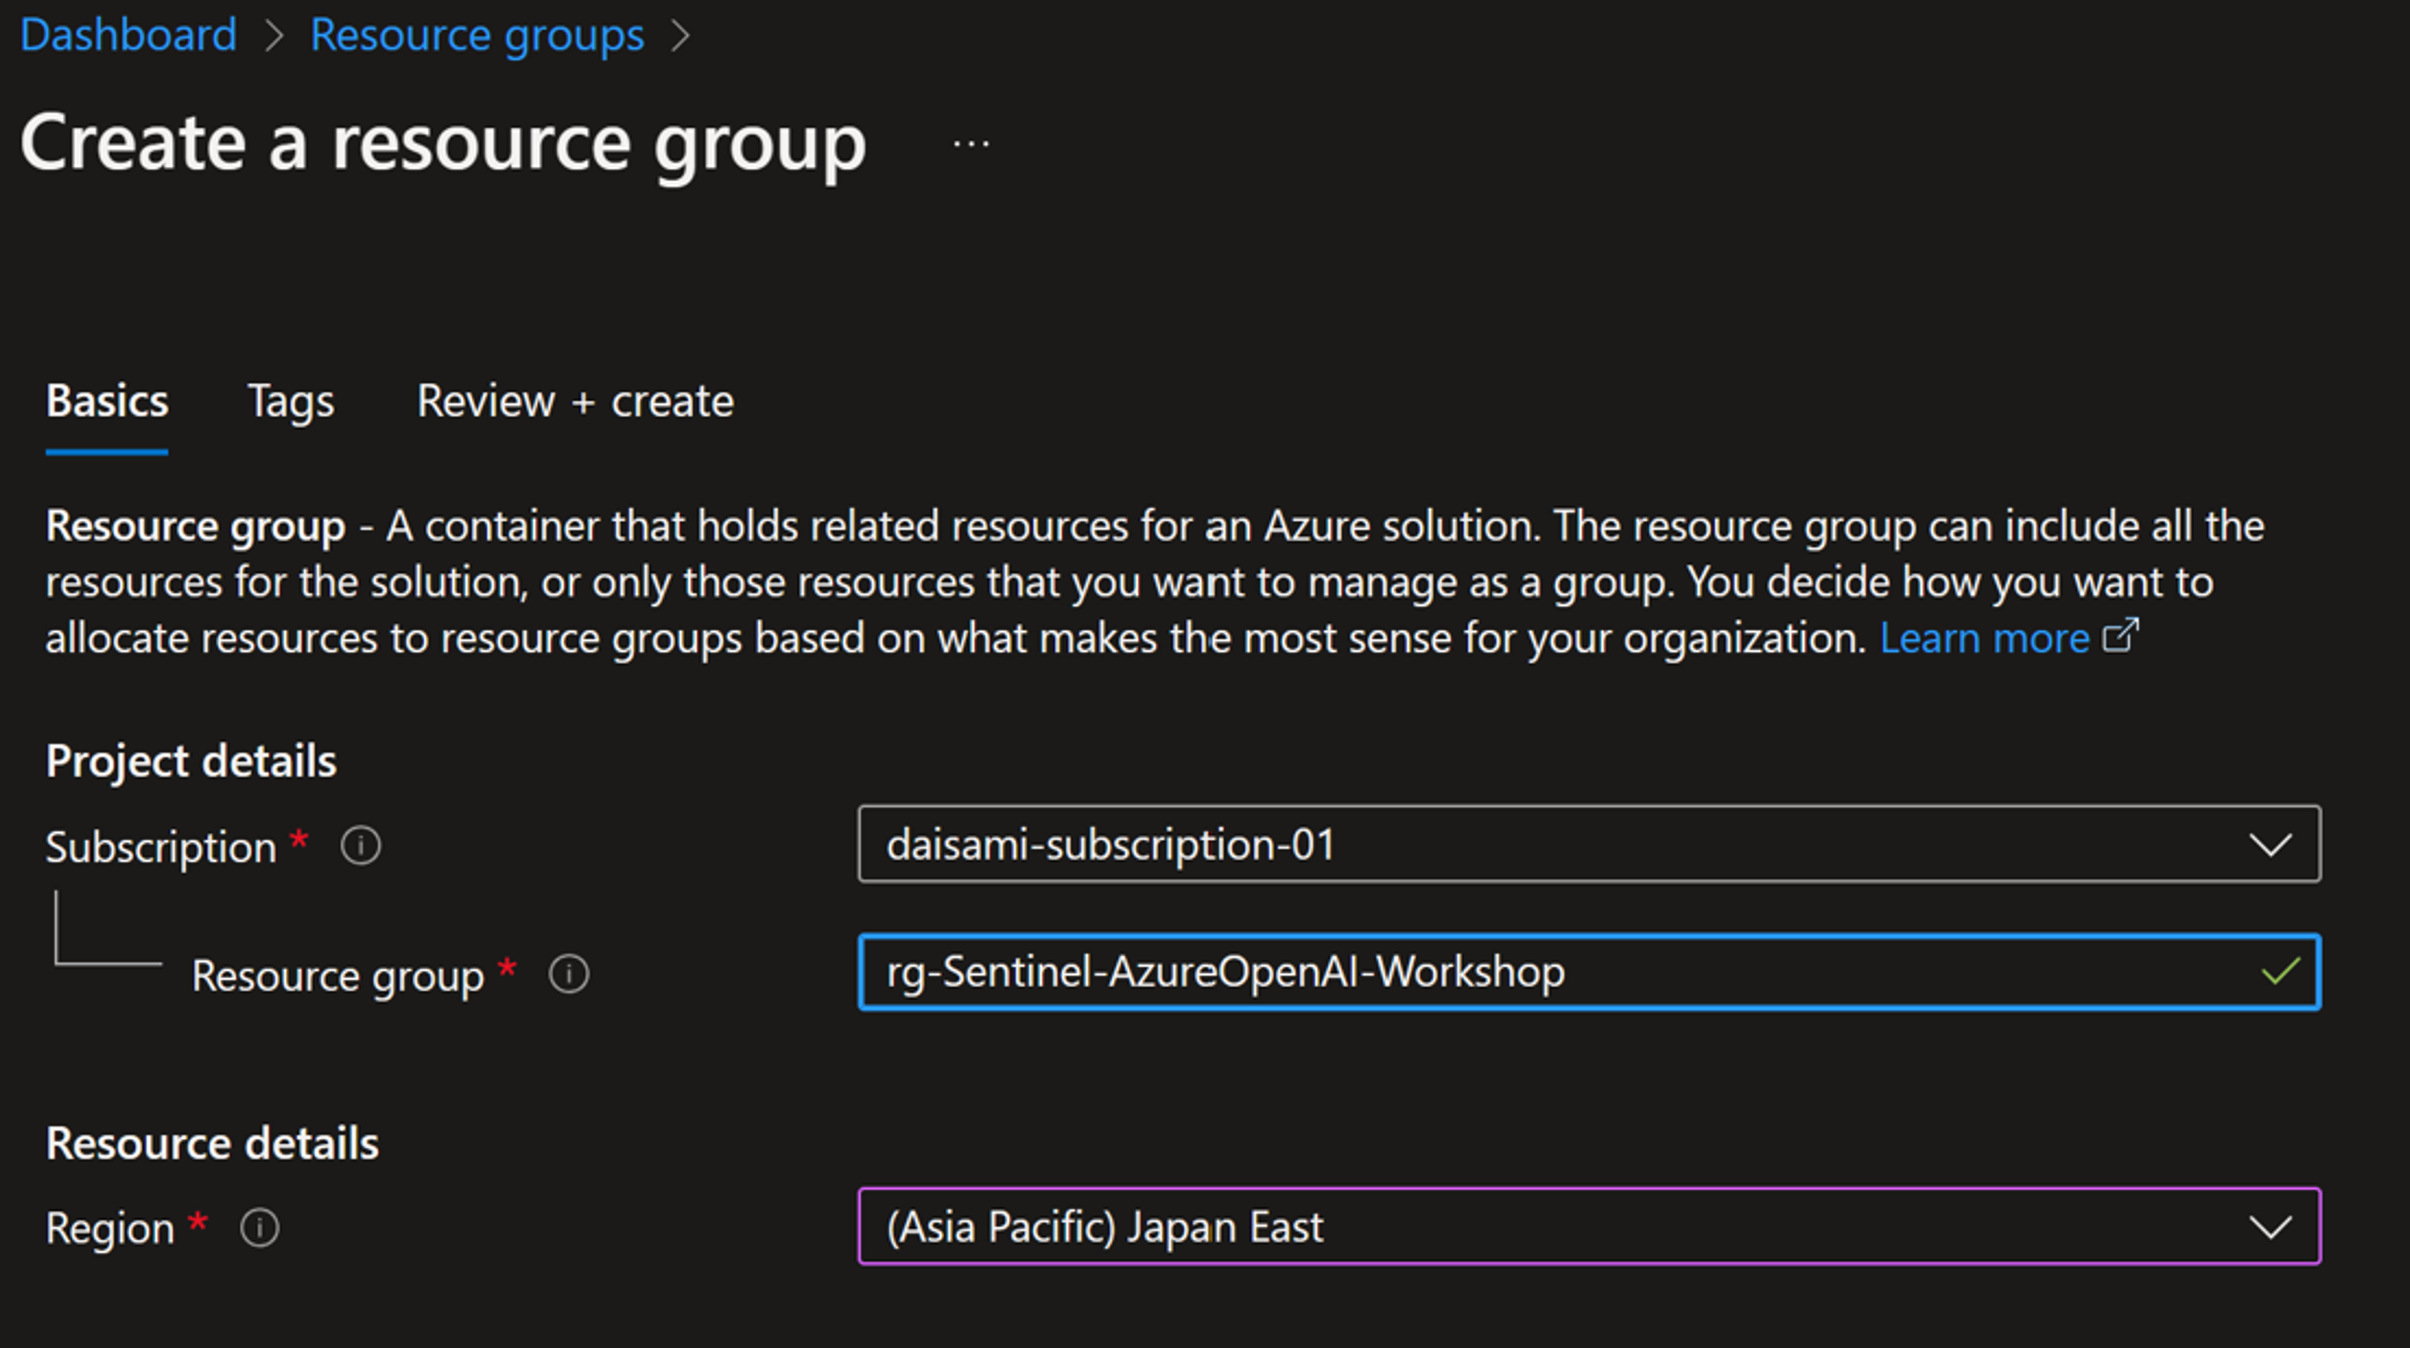 Dashboard > Resource groups >
Create a resource group ...
Basics Tags Review + create
Resource group - A container that holds related resources for an Azure solution. The resource group can include all the
resources for the solution, or only those resources that you want to manage as a group. You decide how you want to
allocate resources to resource groups based on what makes the most sense for your organization. Learn more
Project details
Subscription * daisami-subscription-01
Resource group * rg-Sentinel-AzureOpenAI-Workshop
Resource details
Region * (Asia Pacific) Japan East